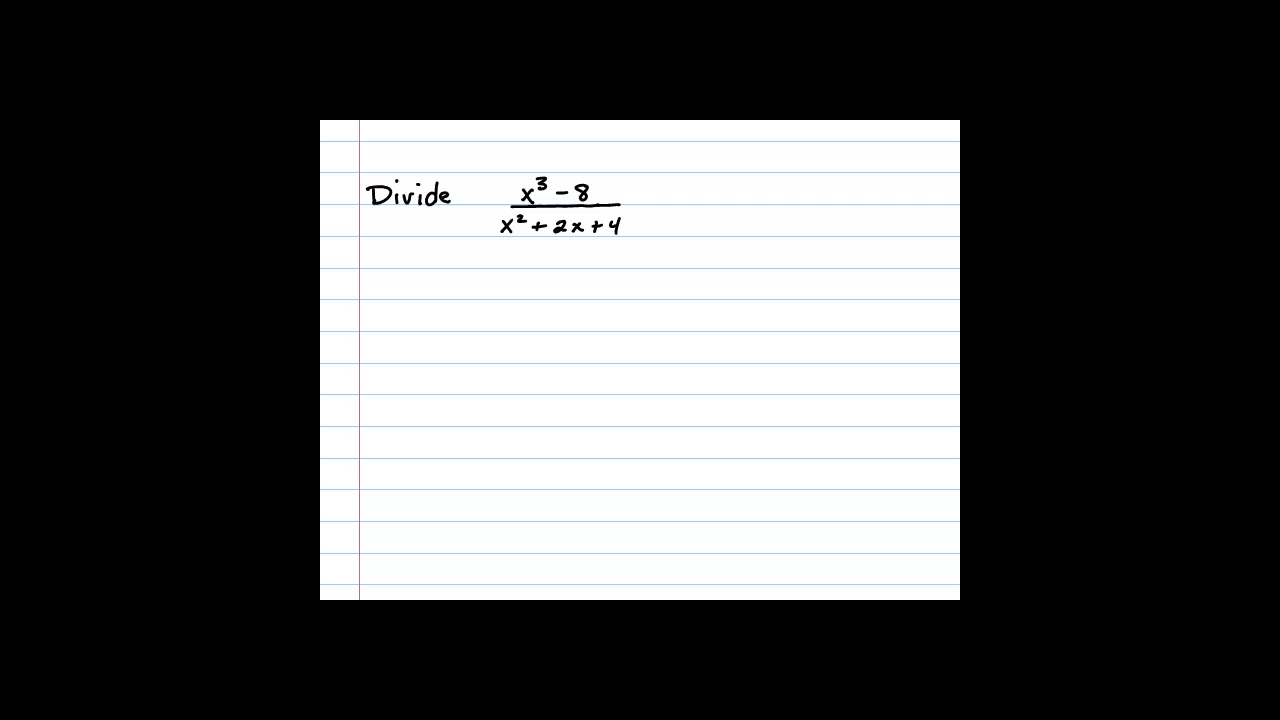 Divide x³ - 8
x² + 2x + 4